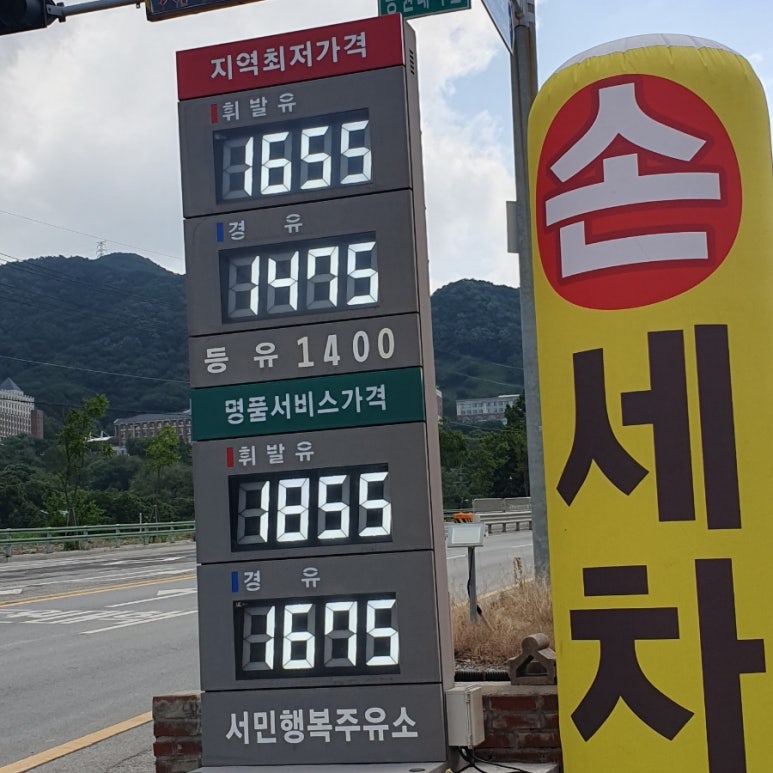 지역최저가격
휘발유
1655
경유
1475
등유 1400
명품서비스가격
휘발유
1855
경유
1675
서민행복주유소
손
세
차